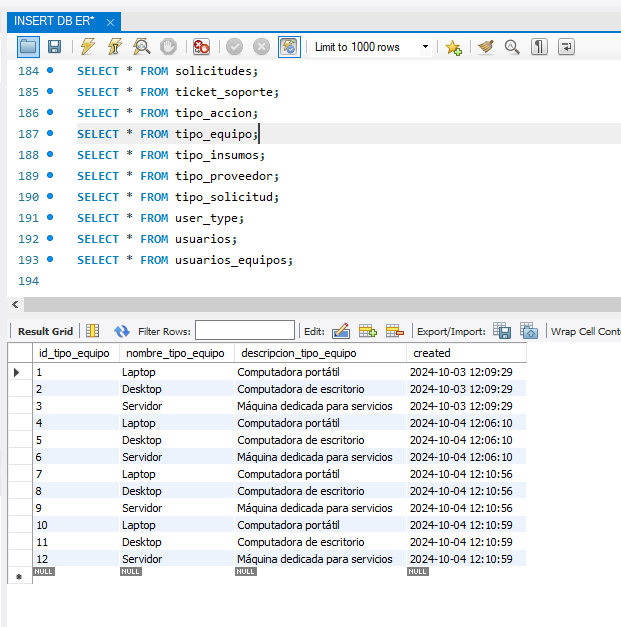 INSERT DB ER*
Limit to 1000 rows
184 SELECT * FROM solicitudes;
185 SELECT * FROM ticket_soporte;
186 SELECT * FROM tipo_accion;
187 SELECT * FROM tipo_equipo;
188 SELECT * FROM tipo_insumos;
189 SELECT * FROM tipo_proveedor;
190 SELECT * FROM tipo_solicitud;
191 SELECT * FROM user_type;
192 SELECT * FROM usuarios;
193 SELECT * FROM usuarios_equipos;
194
Result Grid Filter Rows: Edit: Export/Import: Wrap Cell Cont
id_tipo_equipo nombre_tipo_equipo descripcion_tipo_equipo created
1 Laptop Computadora portátil 2024-10-03 12:09:29
2 Desktop Computadora de escritorio 2024-10-03 12:09:29
3 Servidor Máquina dedicada para servicios 2024-10-03 12:09:29
4 Laptop Computadora portátil 2024-10-04 12:06:10
5 Desktop Computadora de escritorio 2024-10-04 12:06:10
6 Servidor Máquina dedicada para servicios 2024-10-04 12:06:10
7 Laptop Computadora portátil 2024-10-04 12:10:56
8 Desktop Computadora de escritorio 2024-10-04 12:10:56
9 Servidor Máquina dedicada para servicios 2024-10-04 12:10:56
10 Laptop Computadora portátil 2024-10-04 12:10:59
11 Desktop Computadora de escritorio 2024-10-04 12:10:59
12 Servidor Máquina dedicada para servicios 2024-10-04 12:10:59
NULL NULL NULL NULL